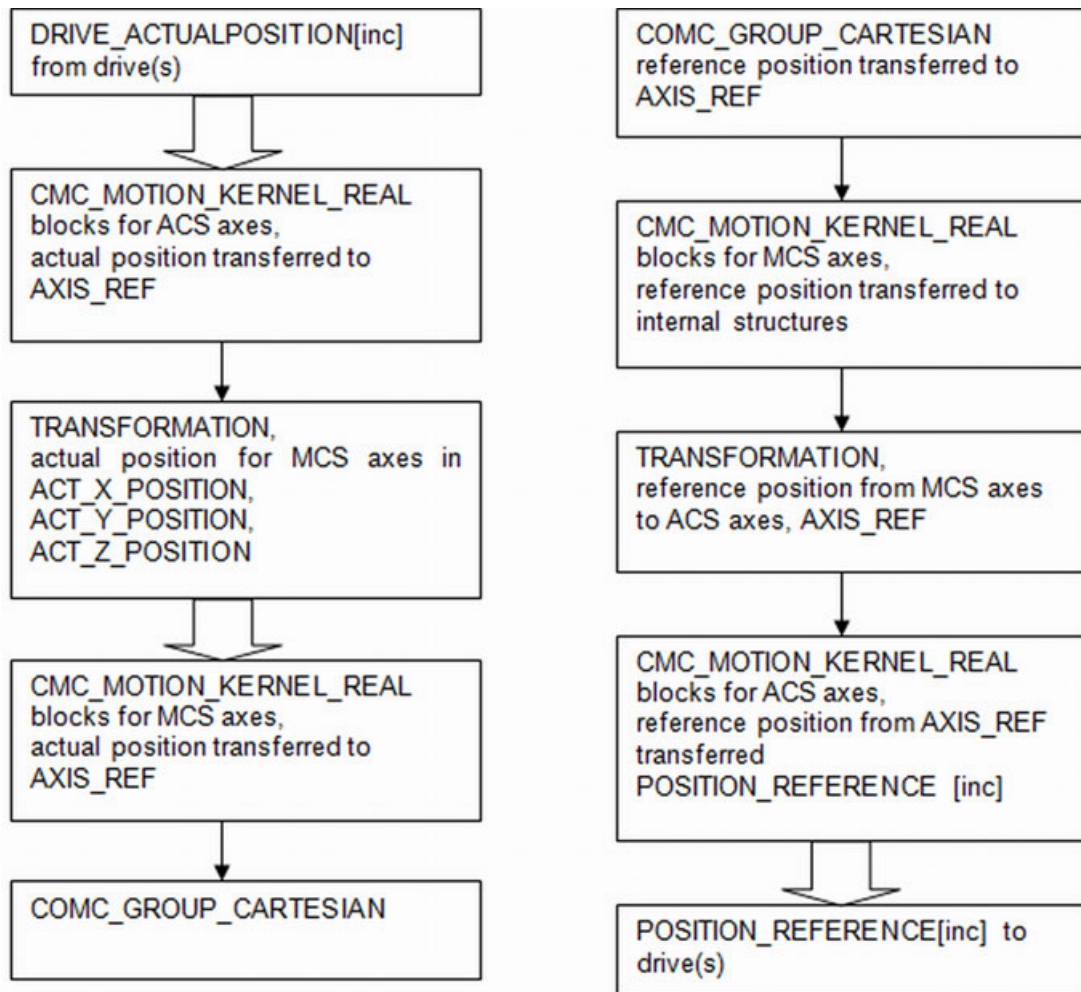 DRIVE_ACTUALPOSITION[inc]
from drive(s)
CMC_MOTION_KERNEL_REAL
blocks for ACS axes,
actual position transferred to
AXIS_REF
TRANSFORMATION,
actual position for MCS axes in
ACT_X_POSITION,
ACT_Y_POSITION,
ACT_Z_POSITION
CMC_MOTION_KERNEL_REAL
blocks for MCS axes,
actual position transferred to
AXIS_REF
COMC_GROUP_CARTESIAN
COMC_GROUP_CARTESIAN
reference position transferred to
AXIS_REF
CMC_MOTION_KERNEL_REAL
blocks for MCS axes,
reference position transferred to
internal structures
TRANSFORMATION,
reference position from MCS axes
to ACS axes, AXIS_REF
CMC_MOTION_KERNEL_REAL
blocks for ACS axes,
reference position from AXIS_REF
transferred
POSITION_REFERENCE [inc]
POSITION_REFERENCE[inc] to
drive(s)